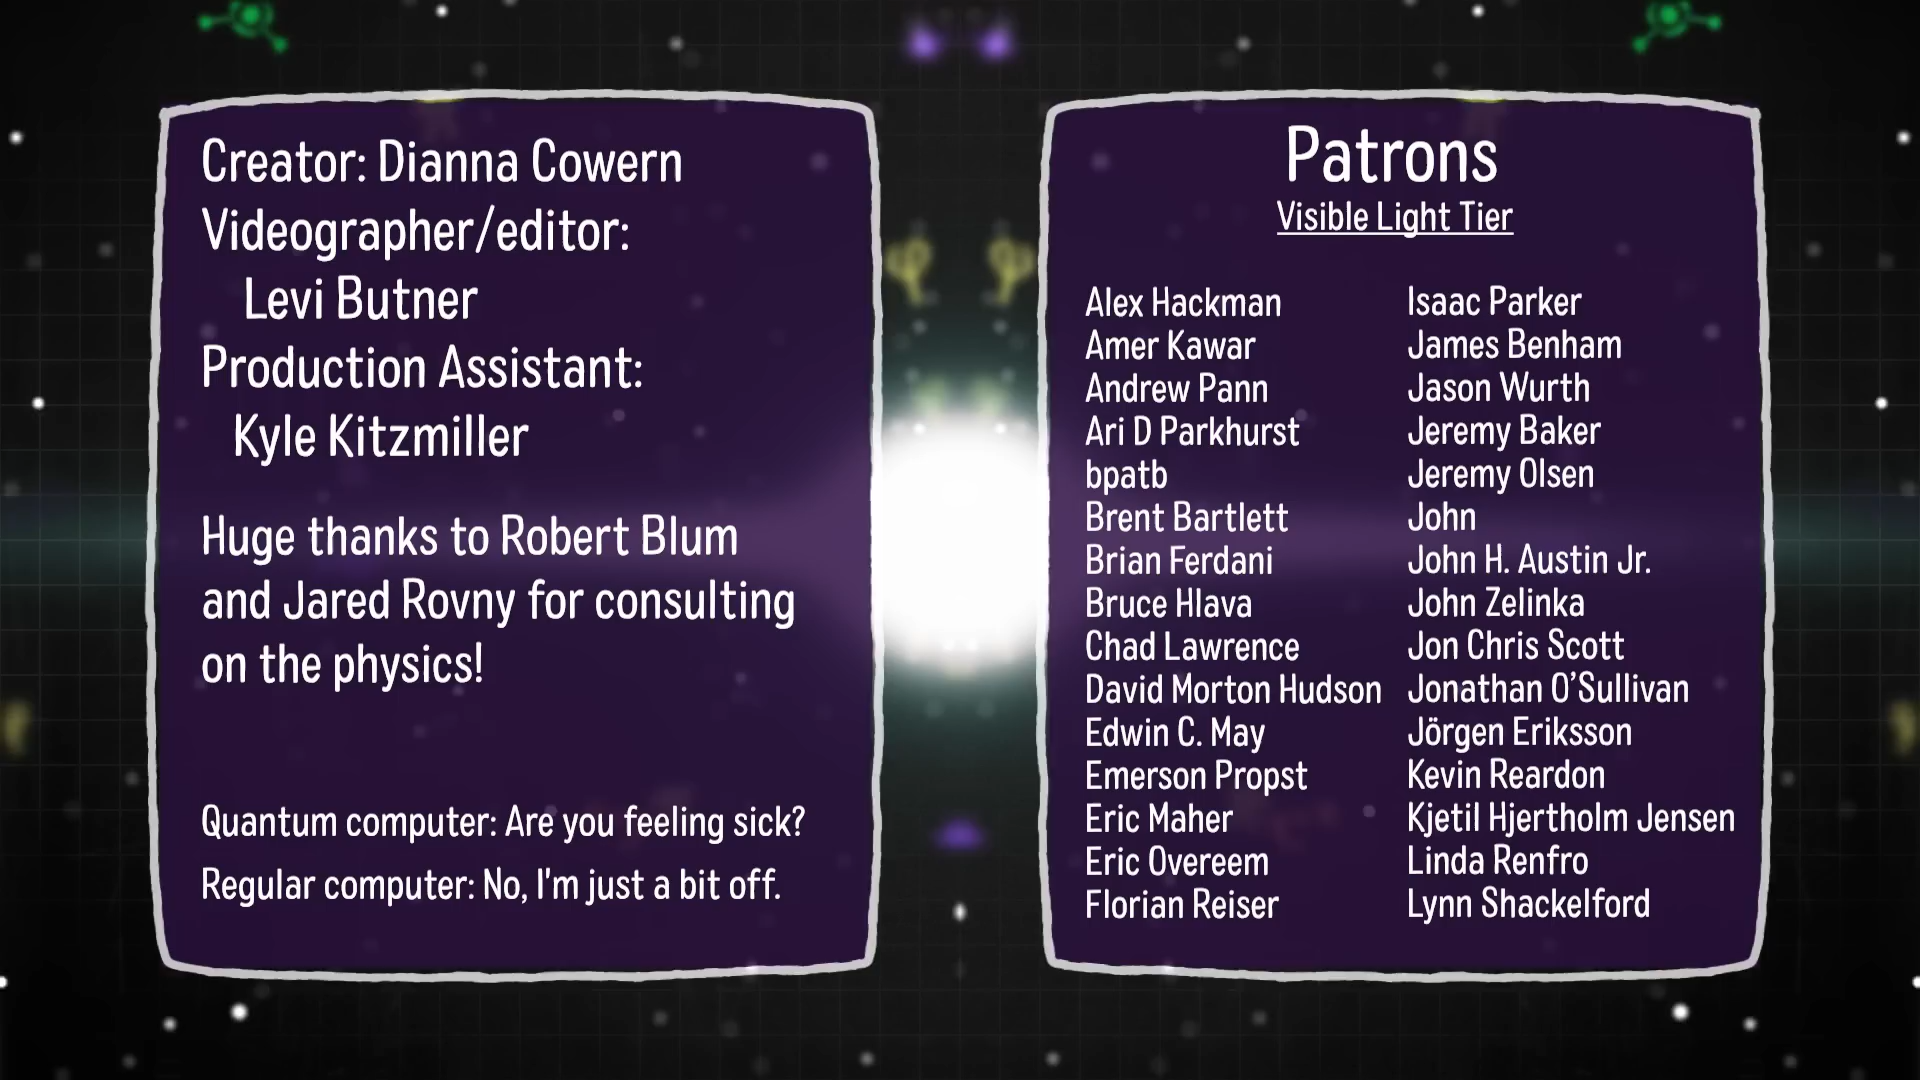 Creator: Dianna Cowern
Videographer/editor:
Levi Butner
Production Assistant:
Kyle Kitzmiller
Huge thanks to Robert Blum
and Jared Rovny for consulting
on the physics!
Quantum computer: Are you feeling sick?
Regular computer: No, I'm just a bit off.
Patrons
Visible Light Tier
Alex Hackman
Amer Kawar
Andrew Pann
Ari D Parkhurst
bpatb
Brent Bartlett
Brian Ferdani
Bruce Hlava
Chad Lawrence
David Morton Hudson
Edwin C. May
Emerson Propst
Eric Maher
Eric Overeem
Florian Reiser
Isaac Parker
James Benham
Jason Wurth
Jeremy Baker
Jeremy Olsen
John
John H. Austin Jr.
John Zelinka
Jon Chris Scott
Jonathan O’Sullivan
Jörgen Eriksson
Kevin Reardon
Kjetil Hjertholm Jensen
Linda Renfro
Lynn Shackelford